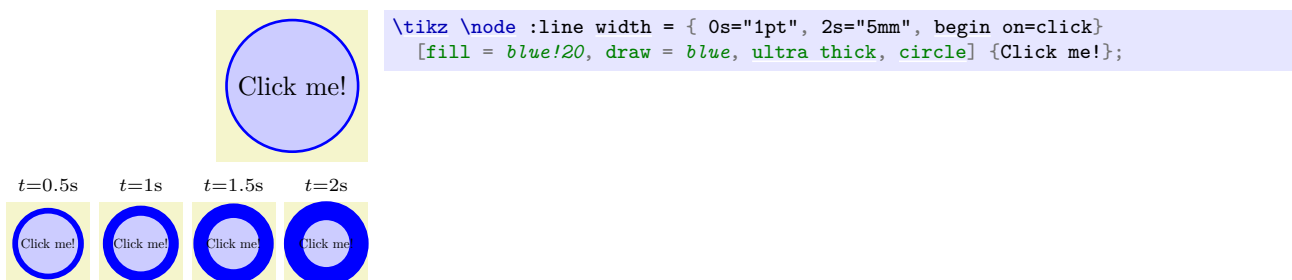 Click me!
\tikz \node :line width = { 0s="1pt", 2s="5mm", begin on=click}
[fill = blue!20, draw = blue, ultra thick, circle] {Click me!};
t=0.5s t=1s t=1.5s t=2s
Click me! Click me! Click me! Click me